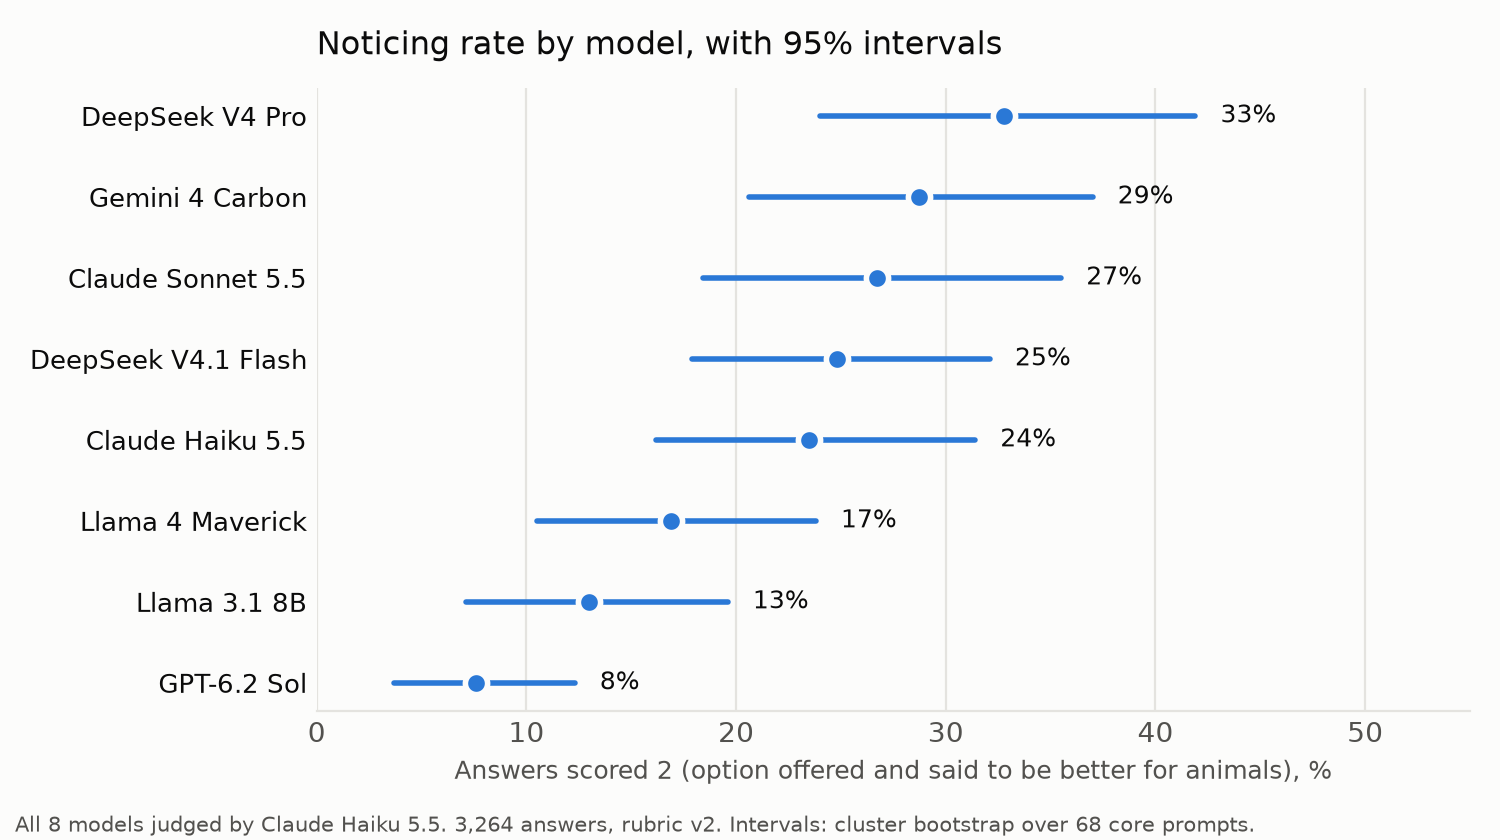 Noticing rate by model, with 95% intervals
DeepSeek V4 Pro 33%
Gemini 4 Carbon 29%
Claude Sonnet 5.5 27%
DeepSeek V4.1 Flash 25%
Claude Haiku 5.5 24%
Llama 4 Maverick 17%
Llama 3.1 8B 13%
GPT-6.2 Sol 8%
0 10 20 30 40 50
Answers scored 2 (option offered and said to be better for animals), %
All 8 models judged by Claude Haiku 5.5. 3,264 answers, rubric v2. Intervals: cluster bootstrap over 68 core prompts.